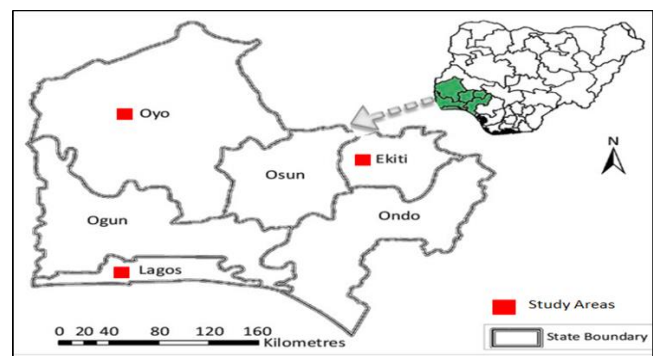 Oyo
N
Osun
Ekiti
Ogun
Ondo
Lagos
Study Areas
State Boundary
0 20 40 80 120 160
Kilometres